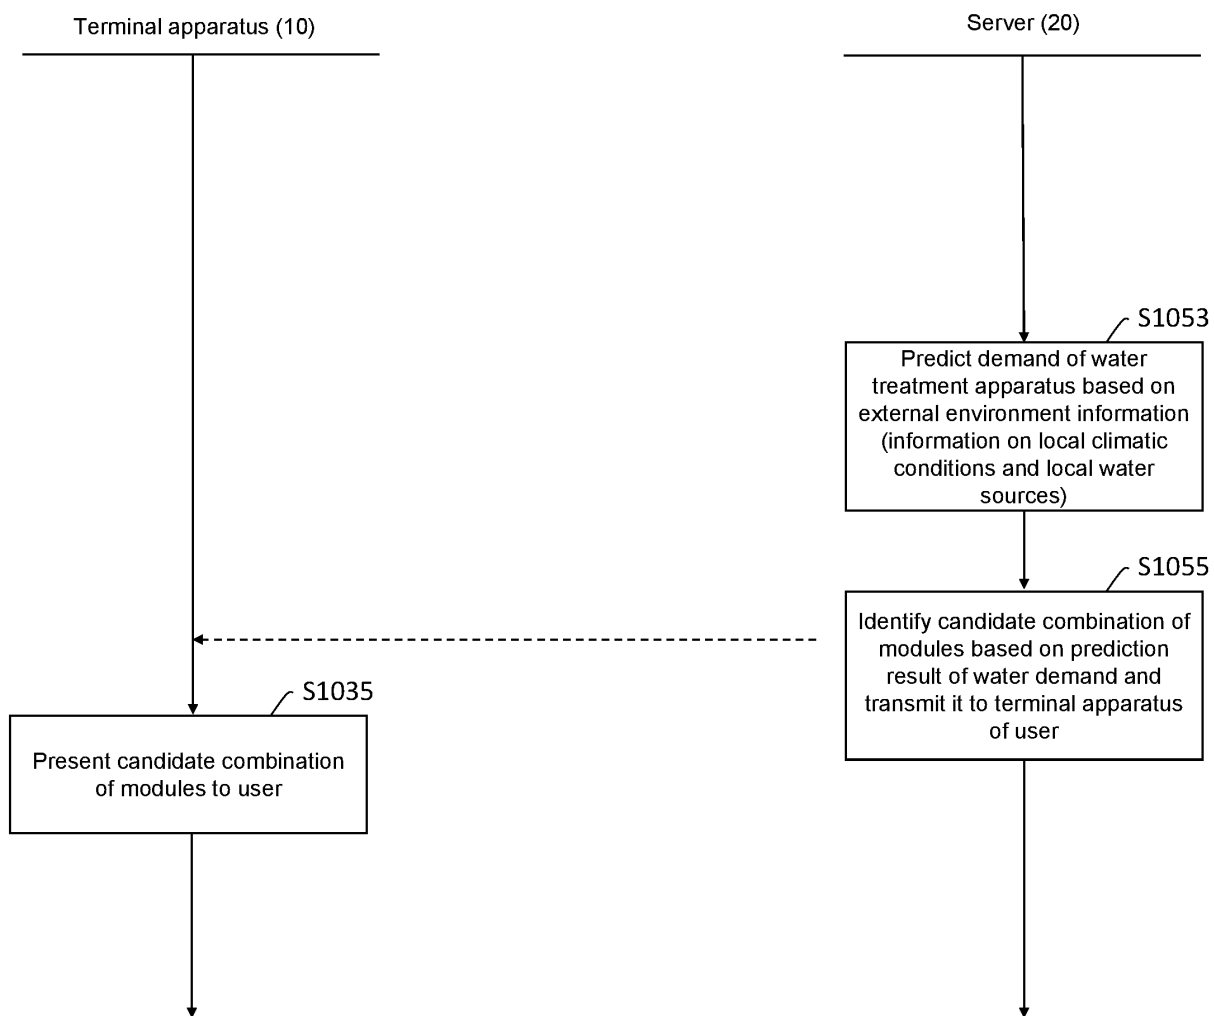 Terminal apparatus (10)
Server (20)
S1053
Predict demand of water
treatment apparatus based on
external environment information
(information on local climatic
conditions and local water
sources)
S1055
Identify candidate combination of
modules based on prediction
result of water demand and
transmit it to terminal apparatus
of user
S1035
Present candidate combination
of modules to user